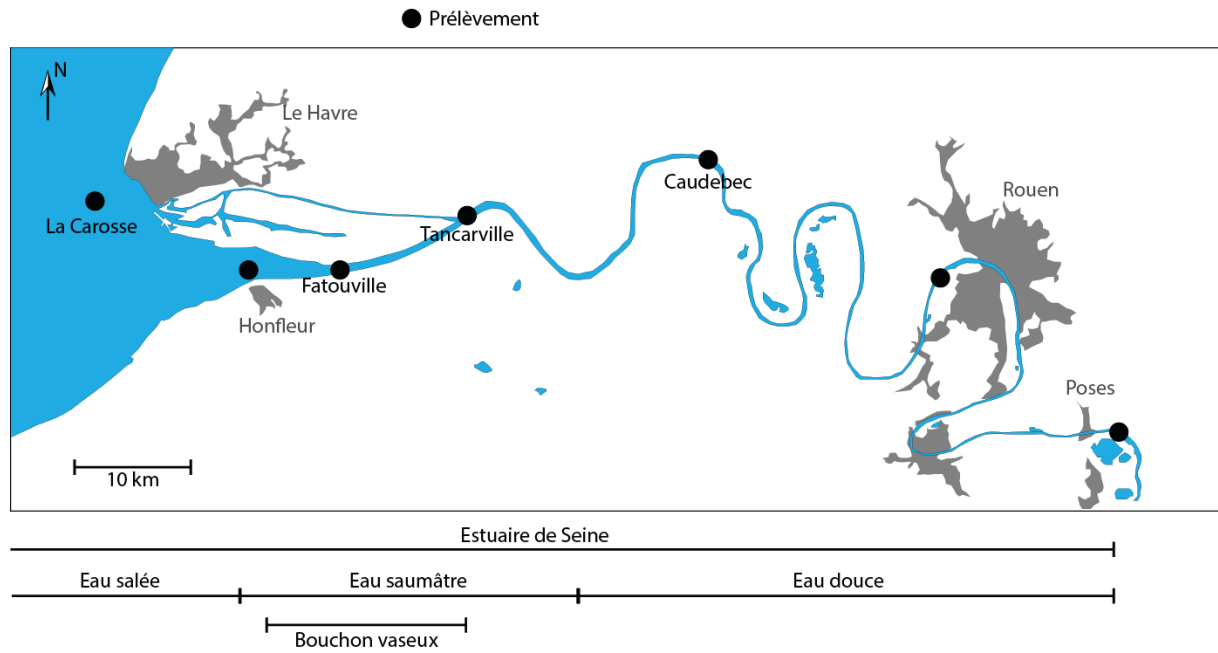 Prélèvement
N
Le Havre
Caudebec
Rouen
La Carosse
Tancarville
Fatouville
Honfleur
Poses
10 km
Estuaire de Seine
Eau salée
Eau saumâtre
Eau douce
Bouchon vaseux